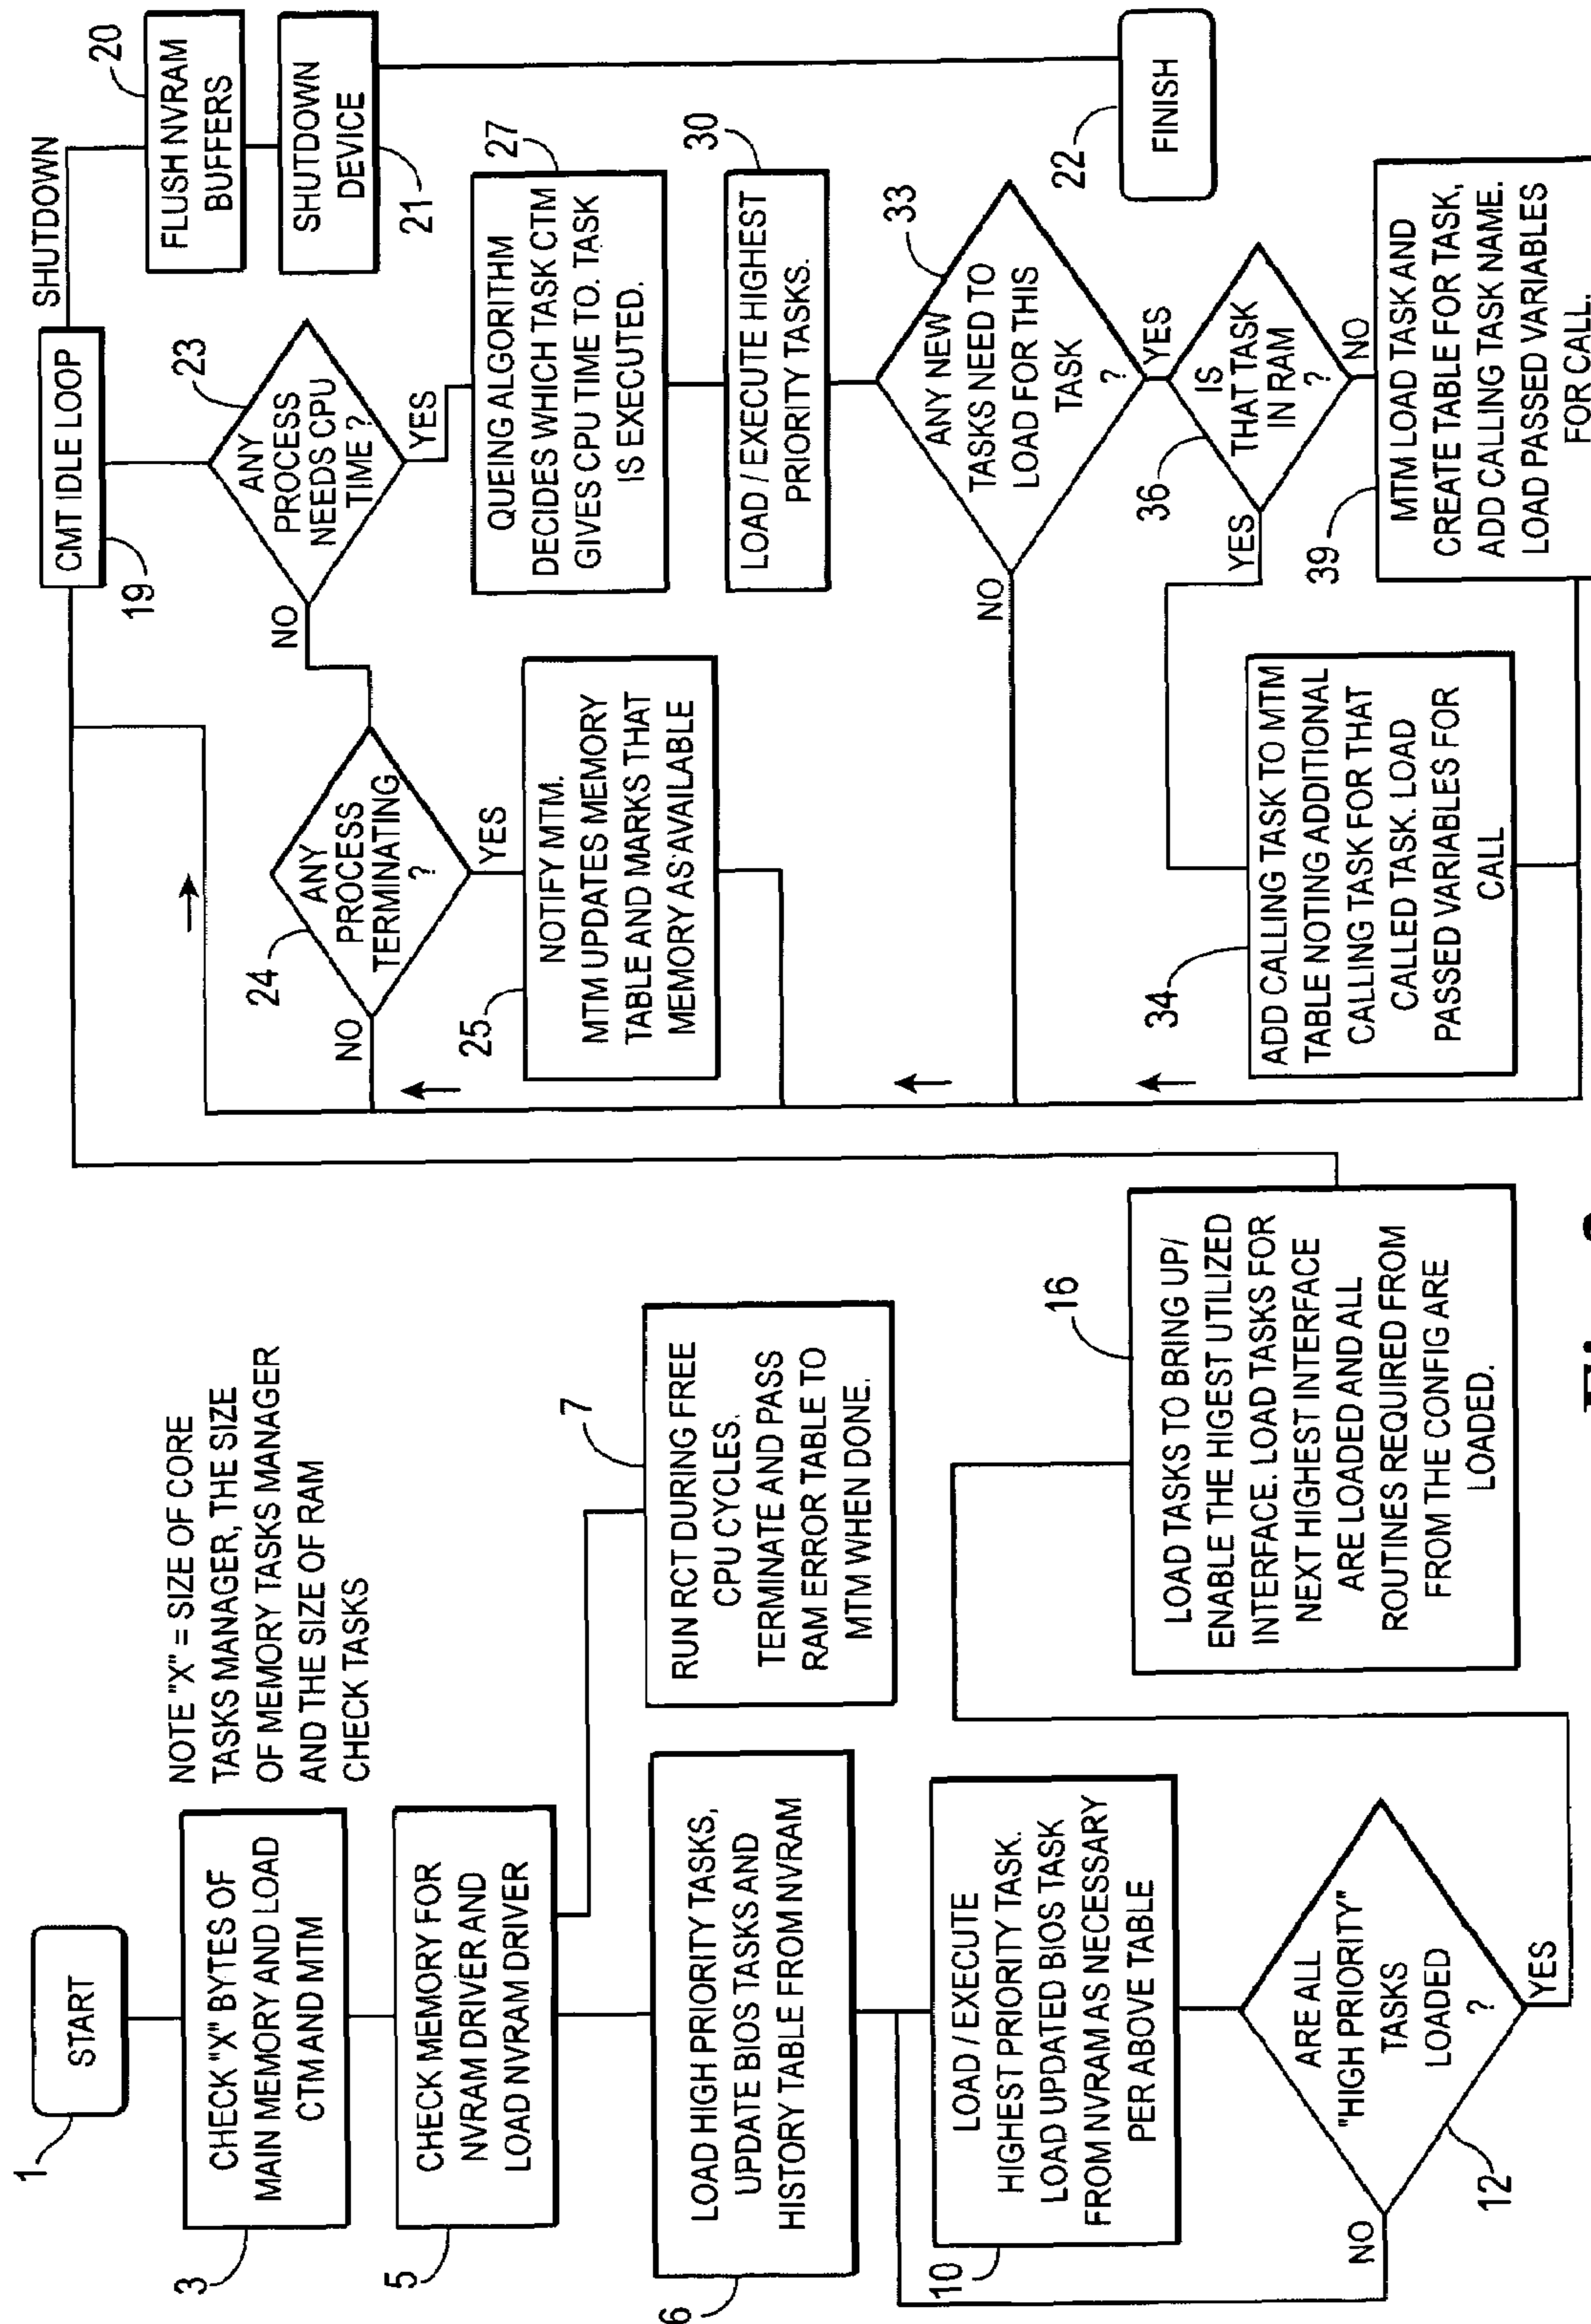 1
START
NOTE "X" = SIZE OF CORE
TASKS MANAGER, THE SIZE
OF MEMORY TASKS MANAGER
AND THE SIZE OF RAM
CHECK TASKS
3
CHECK "X" BYTES OF
MAIN MEMORY AND LOAD
CTM AND MTM
5
CHECK MEMORY FOR
NVRAM DRIVER AND
LOAD NVRAM DRIVER
7
RUN RCT DURING FREE
CPU CYCLES.
TERMINATE AND PASS
RAM ERROR TABLE TO
MTM WHEN DONE.
6
LOAD HIGH PRIORITY TASKS,
UPDATE BIOS TASKS AND
HISTORY TABLE FROM NVRAM
10
LOAD / EXECUTE
HIGHEST PRIORITY TASK.
LOAD UPDATED BIOS TASK
FROM NVRAM AS NECESSARY
PER ABOVE TABLE
12
ARE ALL
"HIGH PRIORITY"
TASKS
LOADED
?
NO
YES
16
LOAD TASKS TO BRING UP/
ENABLE THE HIGEST UTILIZED
INTERFACE. LOAD TASKS FOR
NEXT HIGHEST INTERFACE
ARE LOADED AND ALL
ROUTINES REQUIRED FROM
FROM THE CONFIG ARE
LOADED.
19
CMT IDLE LOOP
SHUTDOWN
20
FLUSH NVRAM
BUFFERS
21
SHUTDOWN
DEVICE
22
FINISH
23
ANY
PROCESS
NEEDS CPU
TIME ?
NO
YES
24
ANY
PROCESS
TERMINATING
?
NO
YES
25
NOTIFY MTM.
MTM UPDATES MEMORY
TABLE AND MARKS THAT
MEMORY AS AVAILABLE
27
QUEING ALGORITHM
DECIDES WHICH TASK CTM
GIVES CPU TIME TO. TASK
IS EXECUTED.
30
LOAD / EXECUTE HIGHEST
PRIORITY TASKS.
33
ANY NEW
TASKS NEED TO
LOAD FOR THIS
TASK
?
NO
YES
36
IS
THAT TASK
IN RAM
?
YES
NO
34
ADD CALLING TASK TO MTM
TABLE NOTING ADDITIONAL
CALLING TASK FOR THAT
CALLED TASK. LOAD
PASSED VARIABLES FOR
CALL
39
MTM LOAD TASK AND
CREATE TABLE FOR TASK,
ADD CALLING TASK NAME.
LOAD PASSED VARIABLES
FOR CALL.